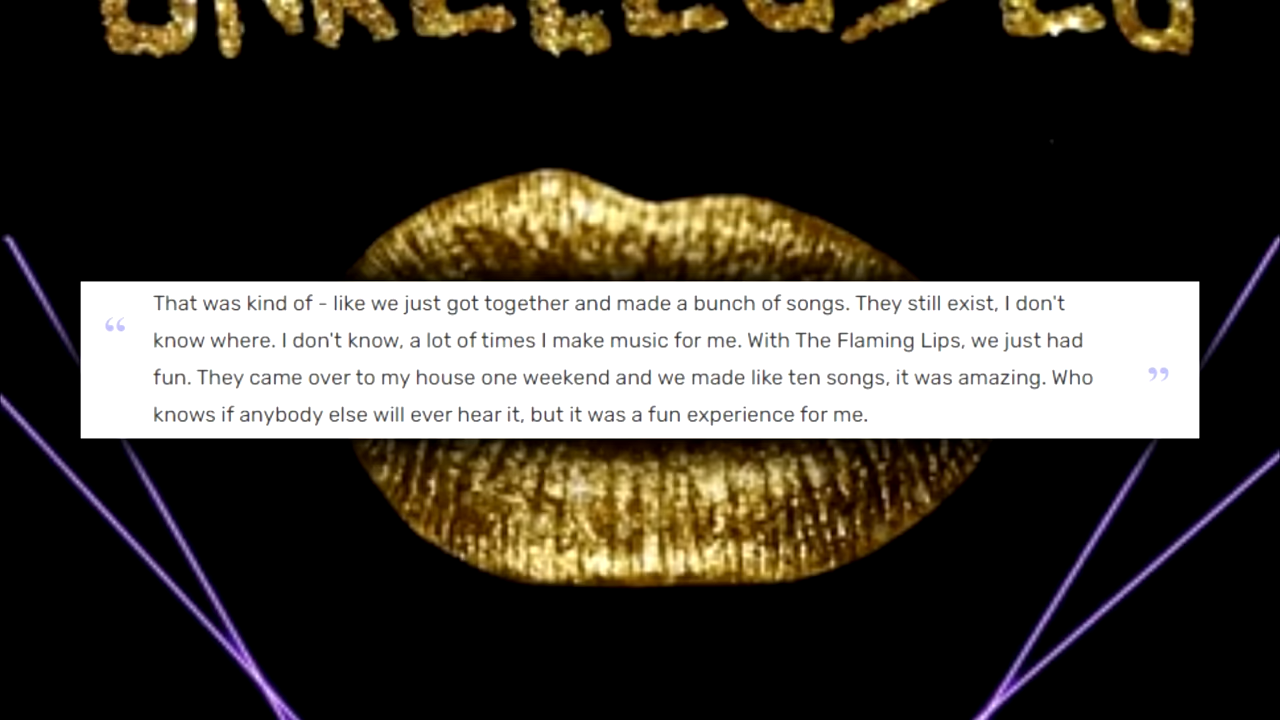 “
That was kind of - like we just got together and made a bunch of songs. They still exist, I don't
know where. I don't know, a lot of times I make music for me. With The Flaming Lips, we just had
fun. They came over to my house one weekend and we made like ten songs, it was amazing. Who
knows if anybody else will ever hear it, but it was a fun experience for me.
”